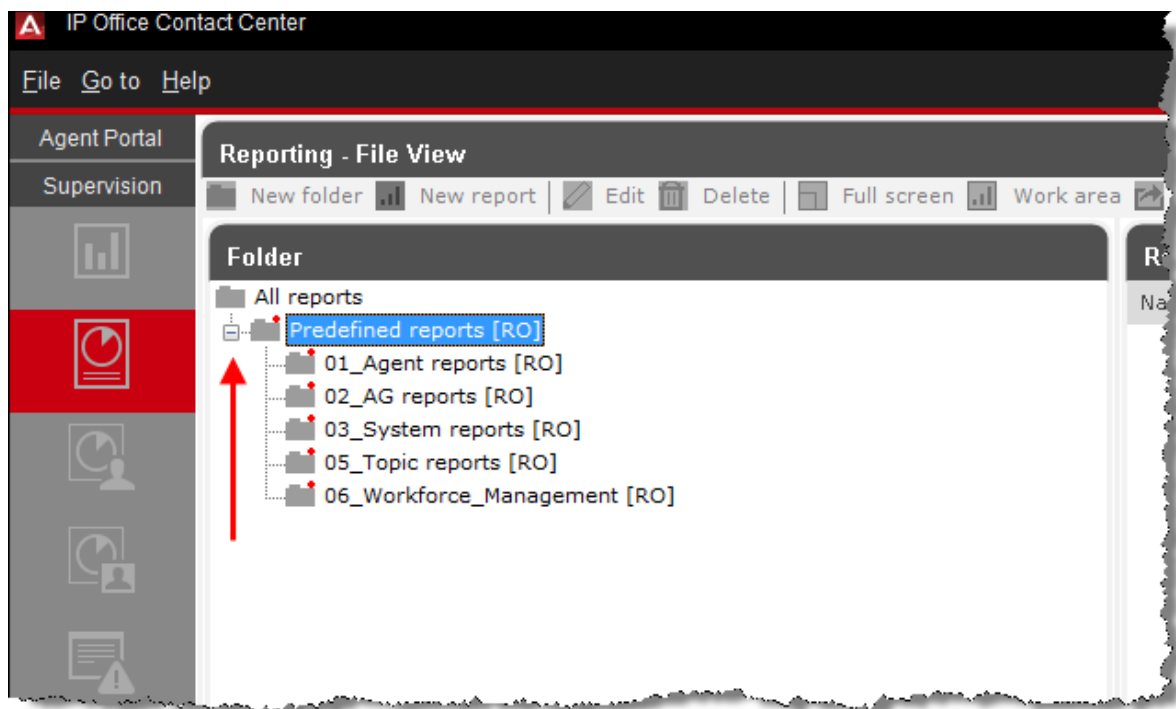 IP Office Contact Center
File Go to Help
Agent Portal
Supervision
Reporting - File View
New folder New report Edit Delete Full screen Work area
Folder
All reports
Predefined reports [RO]
01_Agent reports [RO]
02_AG reports [RO]
03_System reports [RO]
05_Topic reports [RO]
06_Workforce_Management [RO]